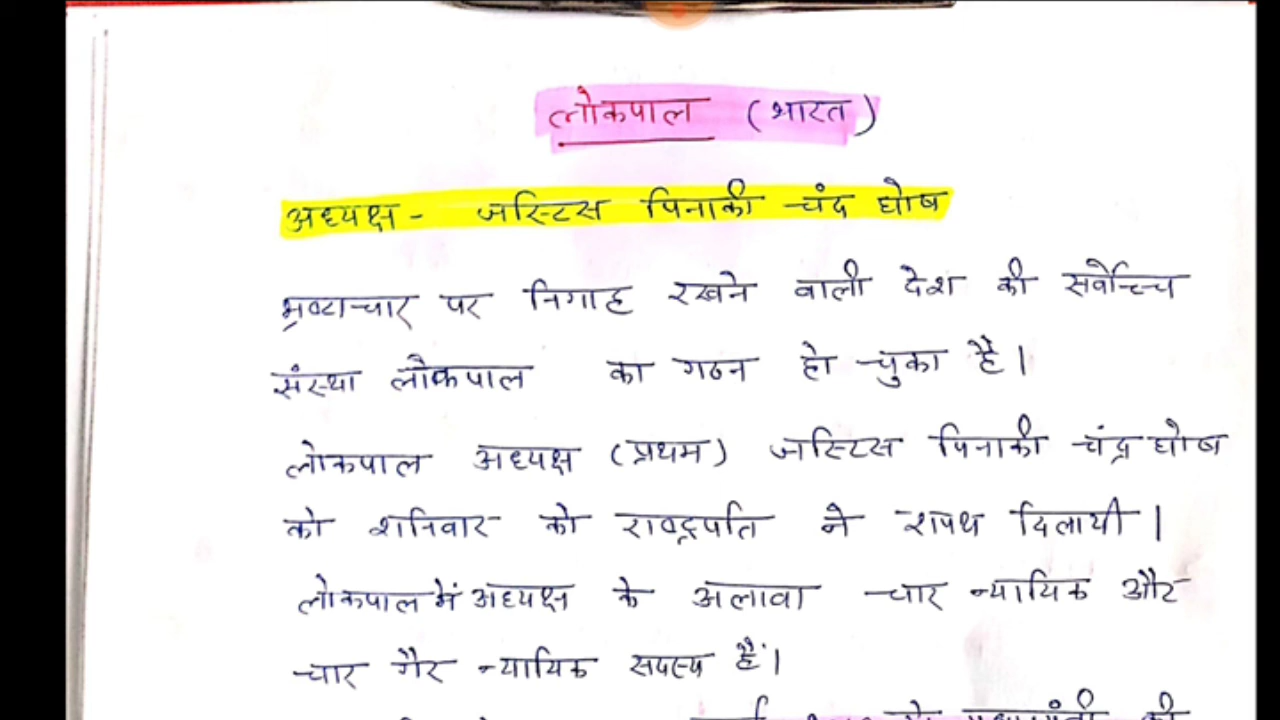 लोकपाल (भारत)
अध्यक्ष - जस्टिस पिनाकी चंद घोष
भ्रष्टाचार पर निगाह रखने वाली देश की सर्वोच्च
संस्था लोकपाल का गठन हो चुका है।
लोकपाल अध्यक्ष (प्रथम) जस्टिस पिनाकी चंद्र घोष
को शनिवार को राष्ट्रपति ने शपथ दिलायी।
लोकपाल में अध्यक्ष के अलावा चार न्यायिक और
चार गैर न्यायिक सदस्य हैं।